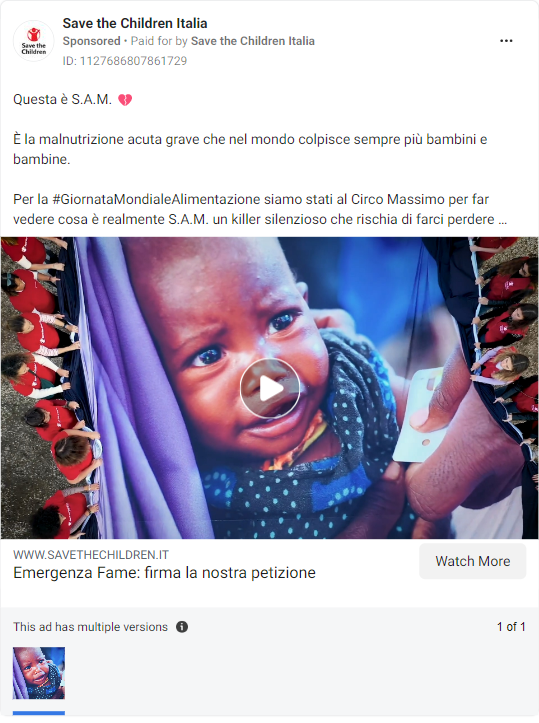 Save the Children Italia
Sponsored • Paid for by Save the Children Italia
ID: 1127686807861729
Save the
Children
Questa è S.A.M. 💔
È la malnutrizione acuta grave che nel mondo colpisce sempre più bambini e
bambine.
Per la #GiornataMondialeAlimentazione siamo stati al Circo Massimo per far
vedere cosa è realmente S.A.M. un killer silenzioso che rischia di farci perdere ...
WWW.SAVETHECHILDREN.IT
Emergenza Fame: firma la nostra petizione
Watch More
This ad has multiple versions
1 of 1